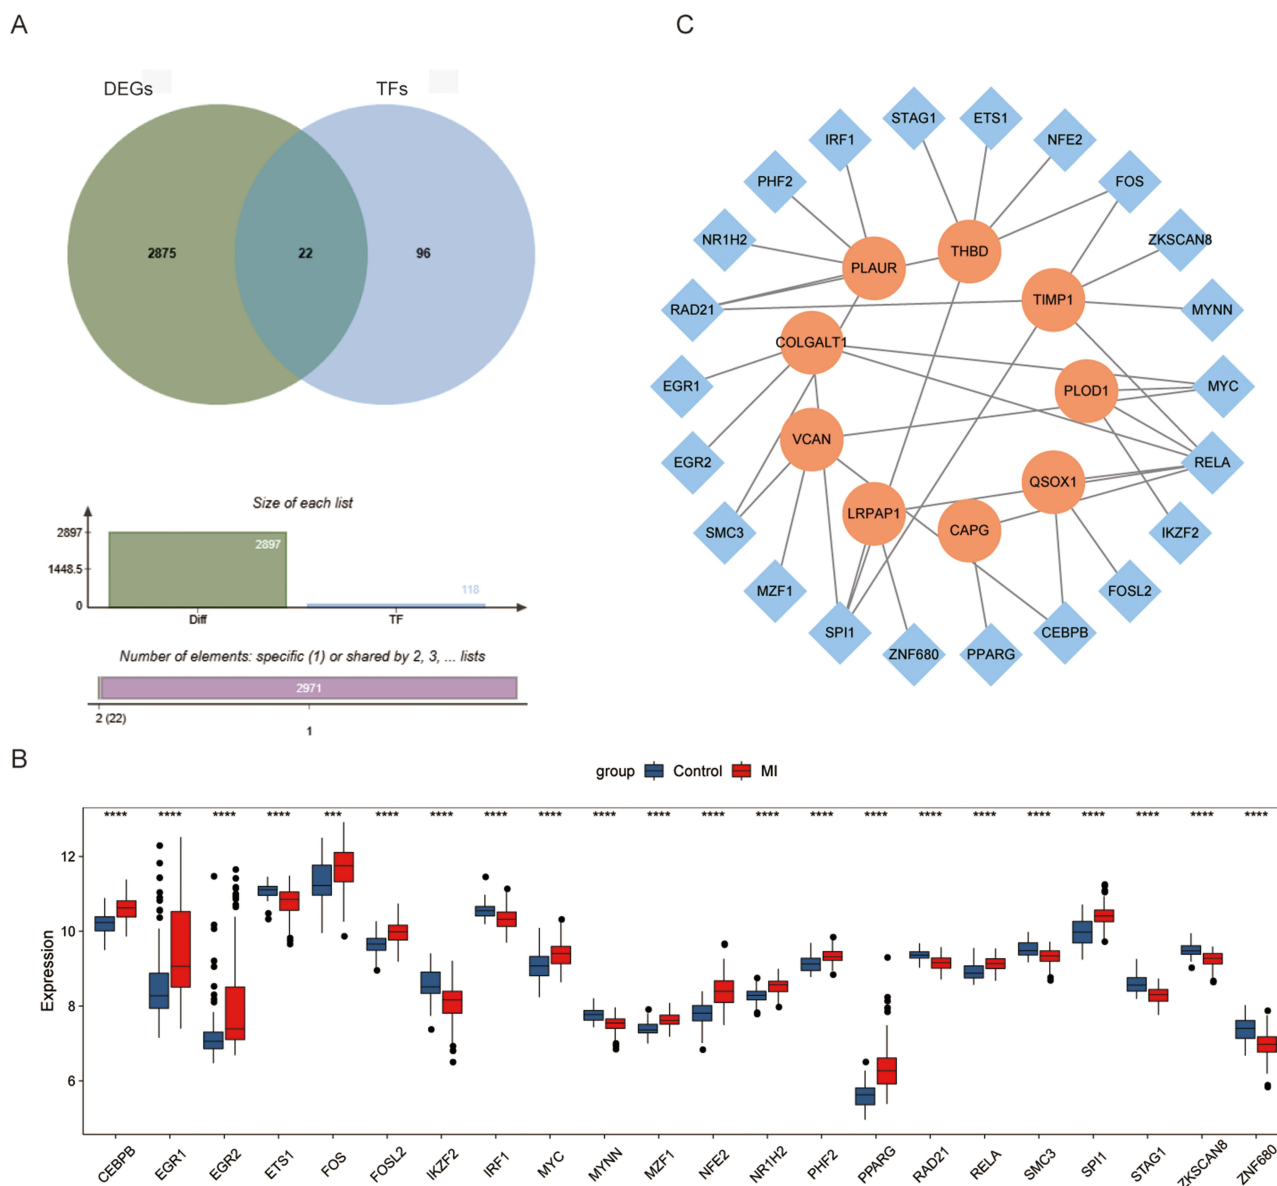 A
DEGs
TFs
2875
22
96
Size of each list
2897
1448.5
0
2897
118
Diff
TF
Number of elements: specific (1) or shared by 2, 3, ... lists
2971
2 (22)
1
C
STAG1
ETS1
IRF1
NFE2
PHF2
FOS
NR1H2
PLAUR
THBD
ZKSCAN8
RAD21
TIMP1
MYNN
COLGALT1
EGR1
PLOD1
MYC
EGR2
VCAN
RELA
QSOX1
SMC3
LRPAP1
CAPG
IKZF2
MZF1
FOSL2
SPI1
ZNF680
PPARG
CEBPB
B
group Control MI
**** **** **** **** *** **** **** **** **** **** **** **** **** **** **** **** **** **** **** **** **** ****
Expression
12
10
8
6
CEBPB EGR1 EGR2 ETS1 FOS FOSL2 IKZF2 IRF1 MYC MYNN MZF1 NFE2 NR1H2 PHF2 PPARG RAD21 RELA SMC3 SPI1 STAG1 ZKSCAN8 ZNF680